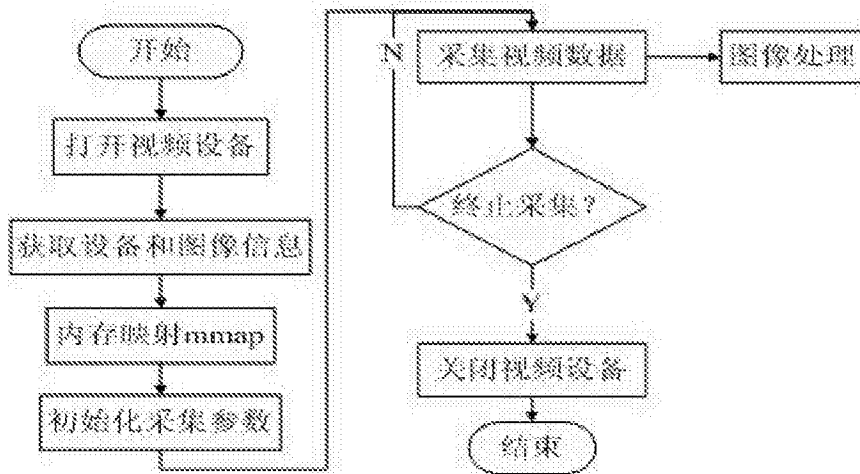 开始
打开视频设备
获取设备和图像信息
内存映射mmap
初始化采集参数
N
采集视频数据
图像处理
终止采集?
Y
关闭视频设备
结束